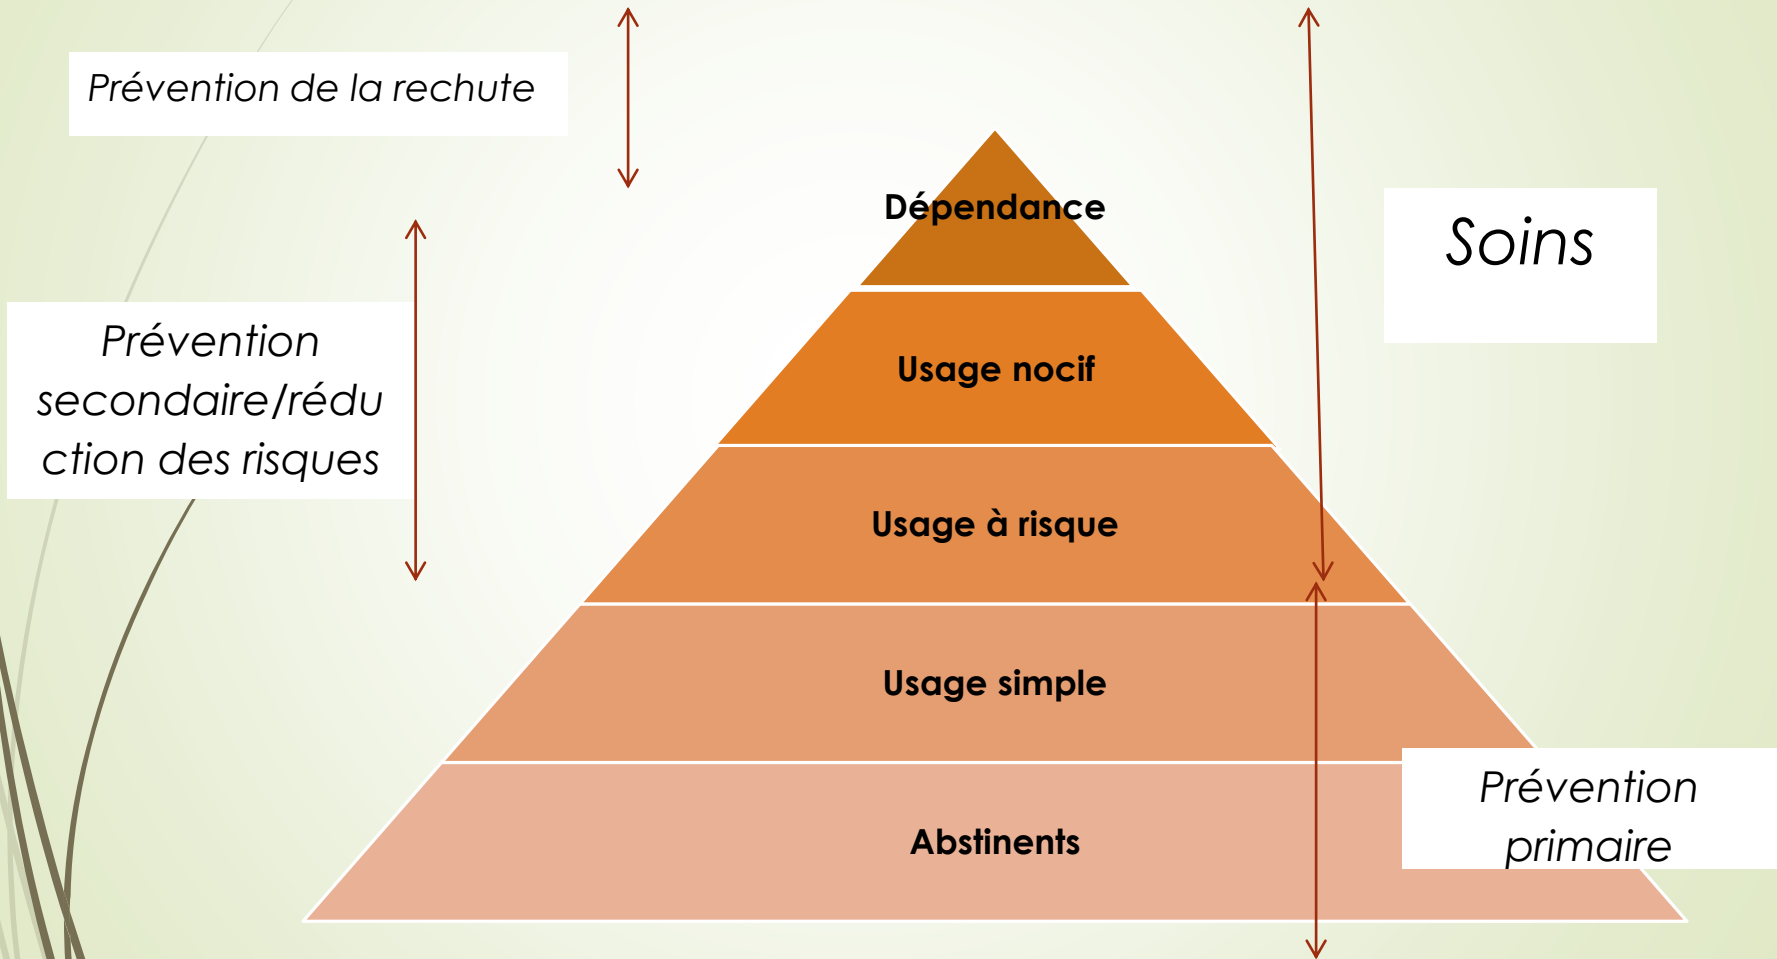 Prévention de la rechute
Dépendance
Soins
Prévention
secondaire/rédu
ction des risques
Usage nocif
Usage à risque
Usage simple
Prévention
primaire
Abstinents